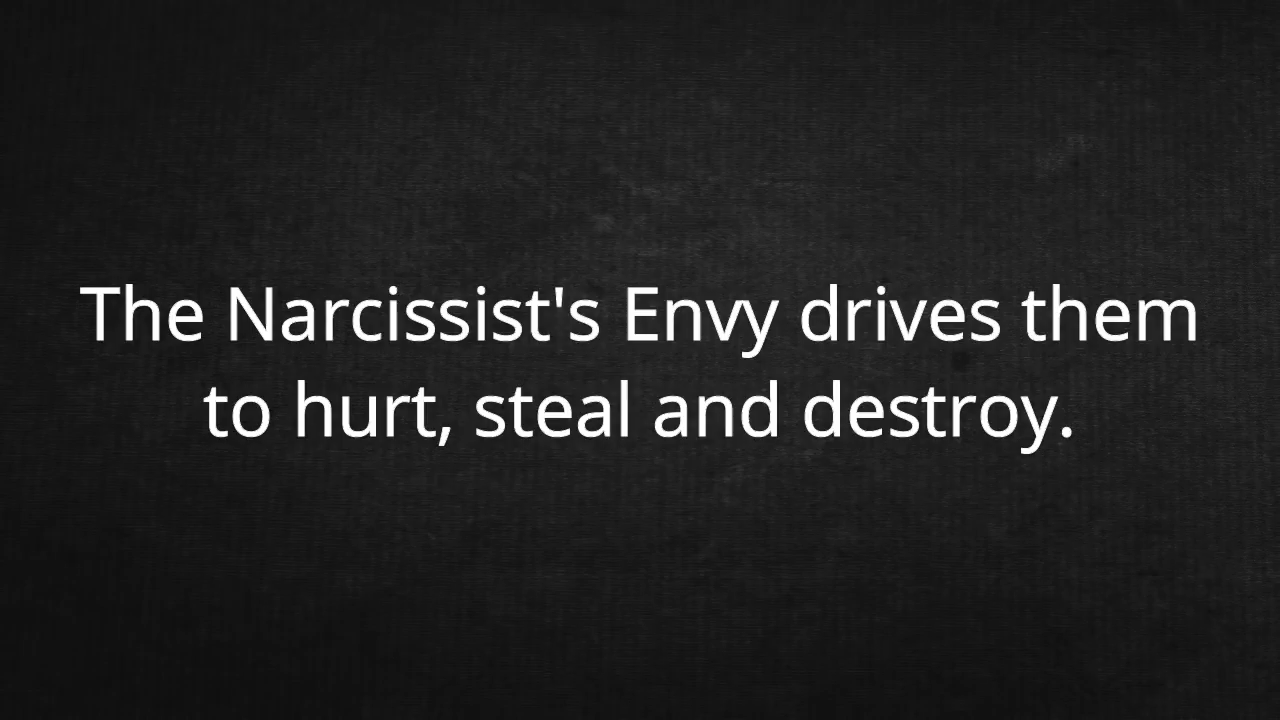 The Narcissist's Envy drives them
to hurt, steal and destroy.